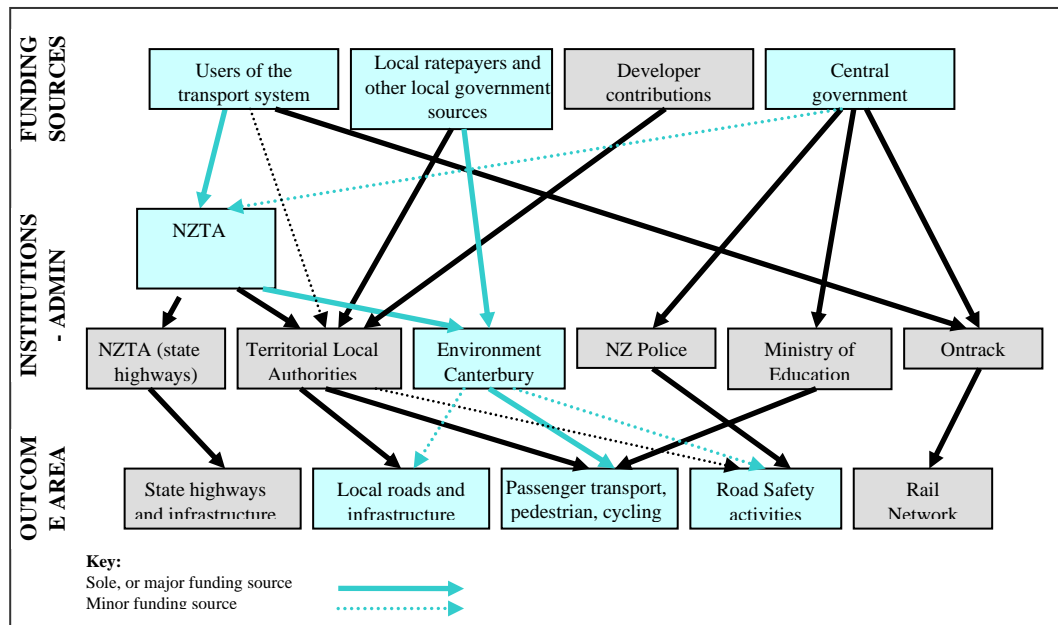 FUNDING
SOURCES
Users of the
transport system
Local ratepayers and
other local government
sources
Developer
contributions
Central
government
INSTITUTIONS
- ADMIN
NZTA
NZTA (state
highways)
Territorial Local
Authorities
Environment
Canterbury
NZ Police
Ministry of
Education
Ontrack
OUTCOM
E AREA
State highways
and infrastructure
Local roads and
infrastructure
Passenger transport,
pedestrian, cycling
Road Safety
activities
Rail
Network
Key:
Sole, or major funding source
Minor funding source